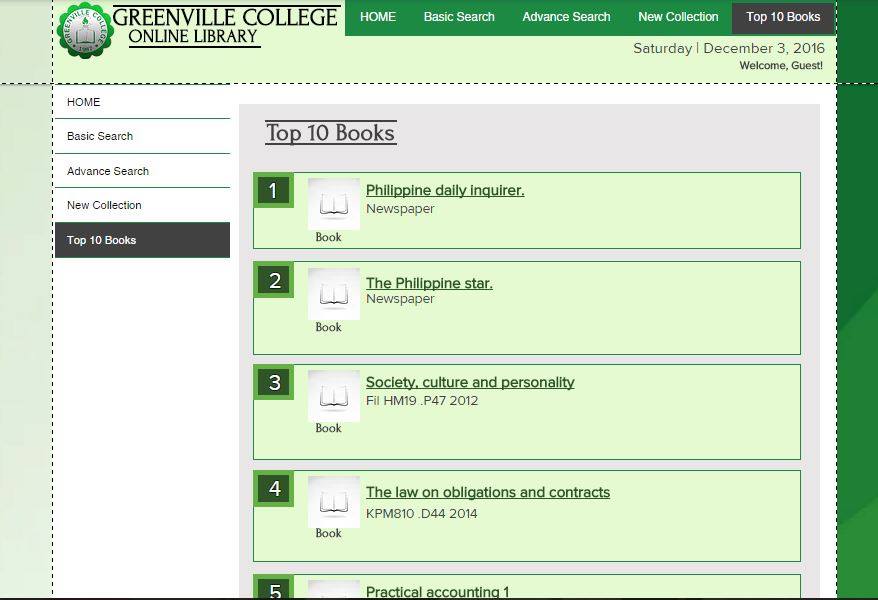 GREENVILLE COLLEGE
ONLINE LIBRARY
GREENVILLE COLLEGE
HOME
Basic Search
Advance Search
New Collection
Top 10 Books
Saturday | December 3, 2016
Welcome, Guest!
HOME
Basic Search
Advance Search
New Collection
Top 10 Books
Top 10 Books
1
Philippine daily inquirer.
Newspaper
Book
2
The Philippine star.
Newspaper
Book
3
Society, culture and personality
Fil HM19 .P47 2012
Book
4
The law on obligations and contracts
KPM810 .D44 2014
Book
5
Practical accounting 1